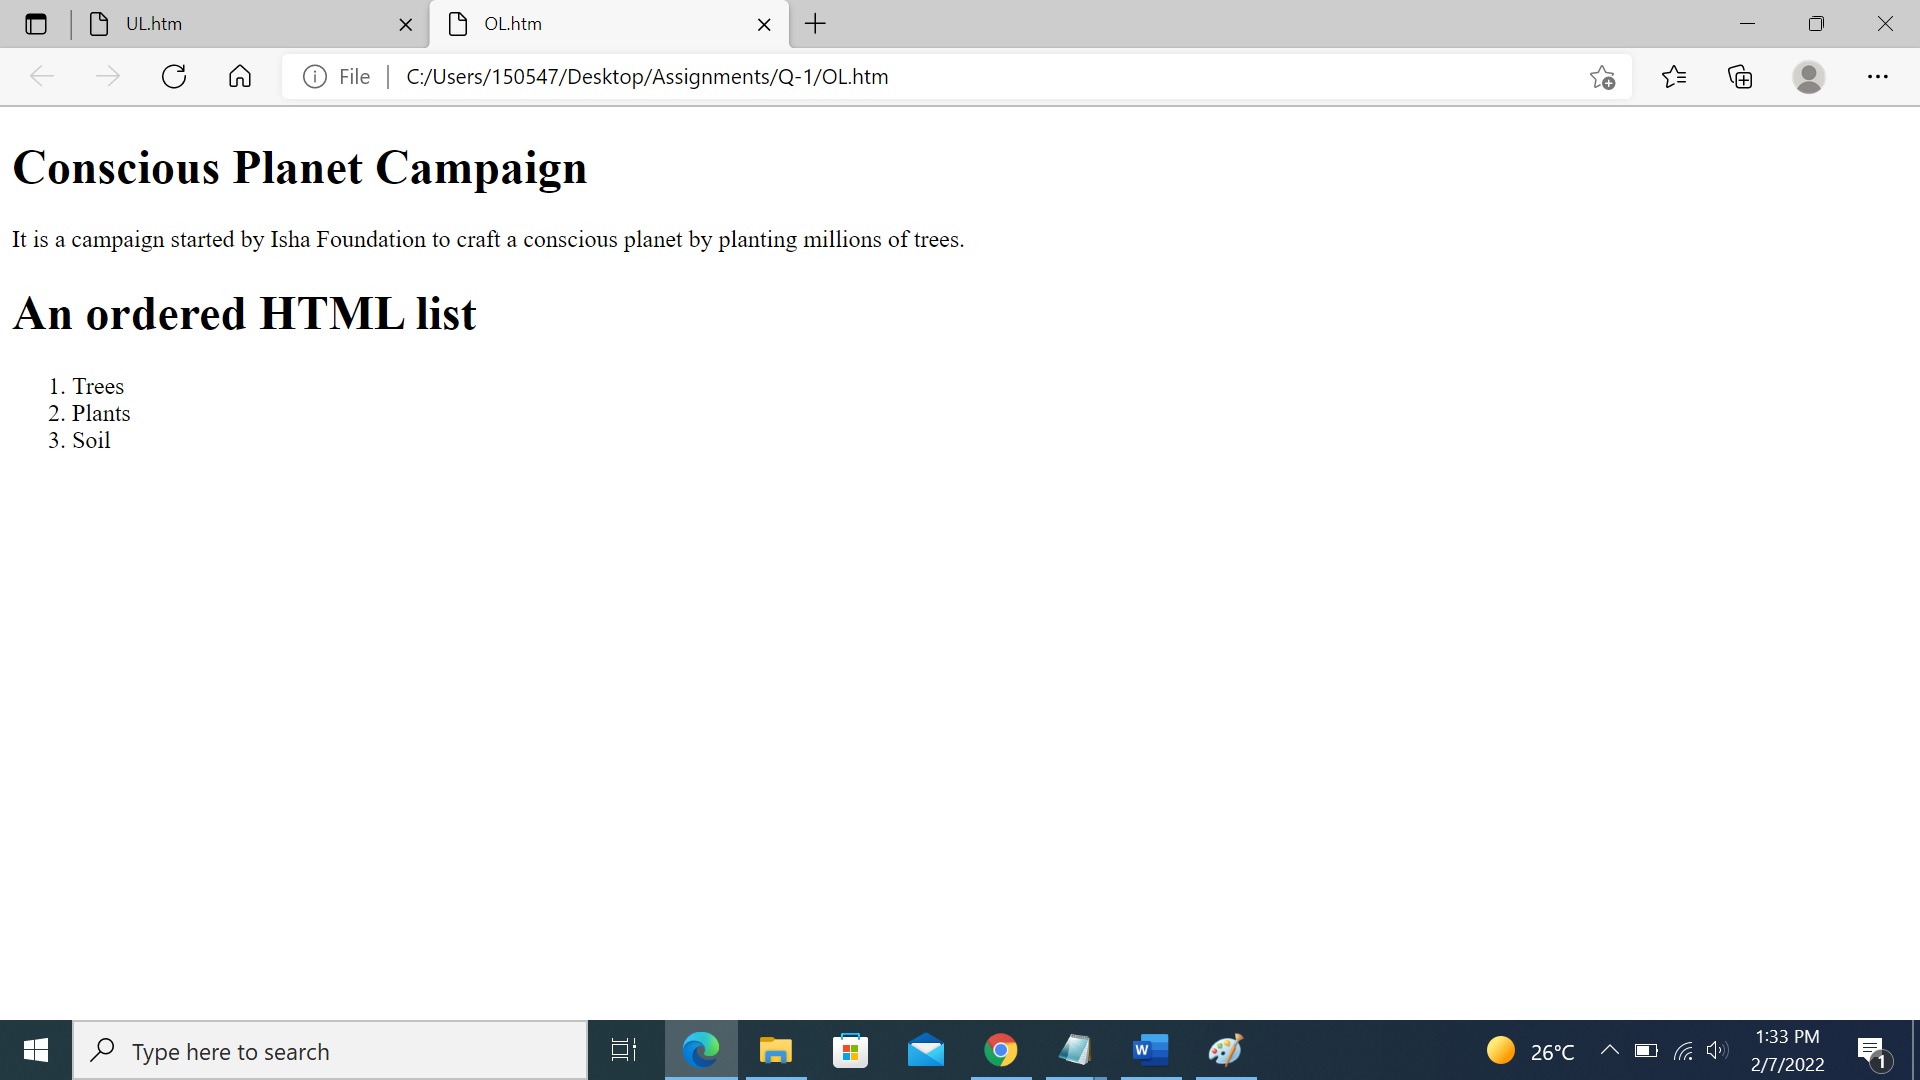 UL.htm
OL.htm
File C:/Users/150547/Desktop/Assignments/Q-1/OL.htm
Conscious Planet Campaign
It is a campaign started by Isha Foundation to craft a conscious planet by planting millions of trees.
An ordered HTML list
1. Trees
2. Plants
3. Soil
Type here to search
W
26°C
1:33 PM
2/7/2022
1